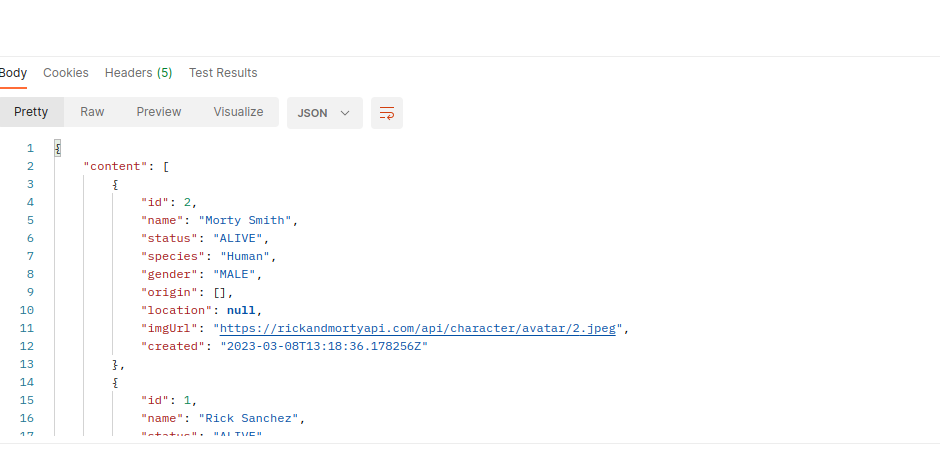 Body Cookies Headers (5) Test Results
Pretty Raw Preview Visualize JSON
1 {
2 "content": [
3 {
4 "id": 2,
5 "name": "Morty Smith",
6 "status": "ALIVE",
7 "species": "Human",
8 "gender": "MALE",
9 "origin": [],
10 "location": null,
11 "imgUrl": "https://rickandmortyapi.com/api/character/avatar/2.jpeg",
12 "created": "2023-03-08T13:18:36.178256Z"
13 },
14 {
15 "id": 1,
16 "name": "Rick Sanchez",
17 "status": "ALIVE"